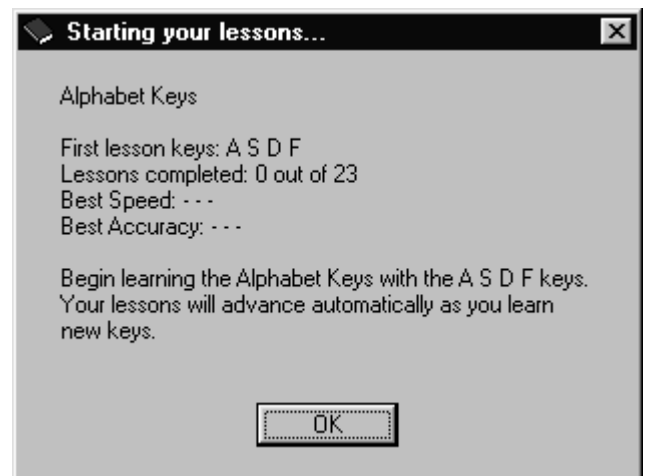 Starting your lessons...
Alphabet Keys
First lesson keys: A S D F
Lessons completed: 0 out of 23
Best Speed: - - -
Best Accuracy: - - -
Begin learning the Alphabet Keys with the A S D F keys.
Your lessons will advance automatically as you learn
new keys.
OK